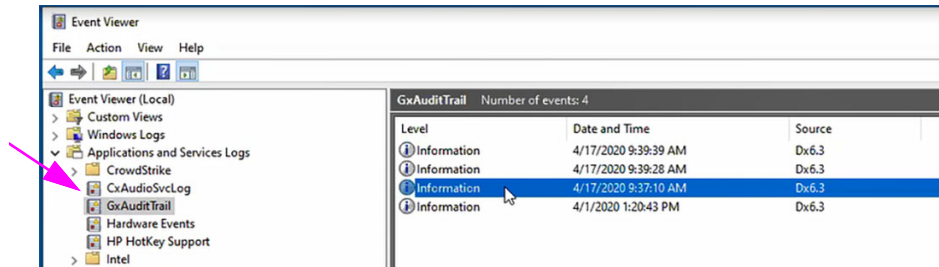 Event Viewer
File Action View Help
Event Viewer (Local)
Custom Views
Windows Logs
Applications and Services Logs
CrowdStrike
CxAudioSvcLog
GxAuditTrail
Hardware Events
HP HotKey Support
Intel
GxAuditTrail Number of events: 4
Level Date and Time Source
Information 4/17/2020 9:39:39 AM Dx6.3
Information 4/17/2020 9:39:28 AM Dx6.3
Information 4/17/2020 9:37:10 AM Dx6.3
Information 4/1/2020 1:20:43 PM Dx6.3